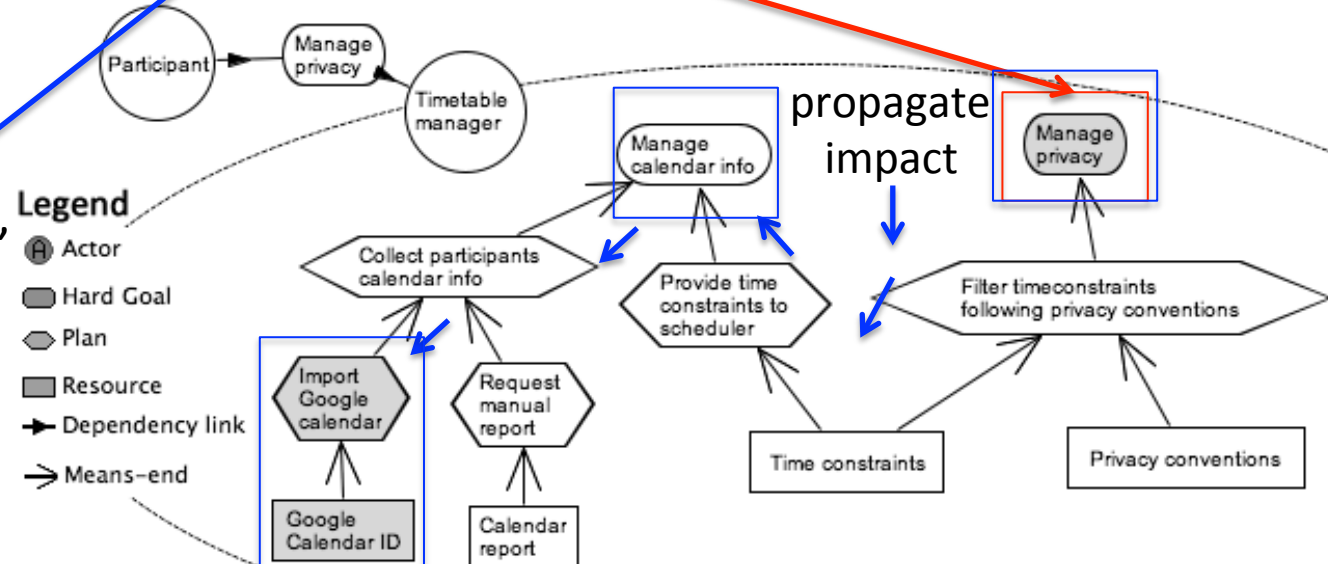 Participant
Manage
privacy
Timetable
manager
Manage
calendar info
propagate
impact
Manage
privacy
Legend
A Actor
Hard Goal
Plan
Resource
Dependency link
Means-end
,
Collect participants
calendar info
Provide time
constraints to
scheduler
Filter timeconstraints
following privacy conventions
Import
Google
calendar
Request
manual
report
Time constraints
Privacy conventions
Google
Calendar ID
Calendar
report